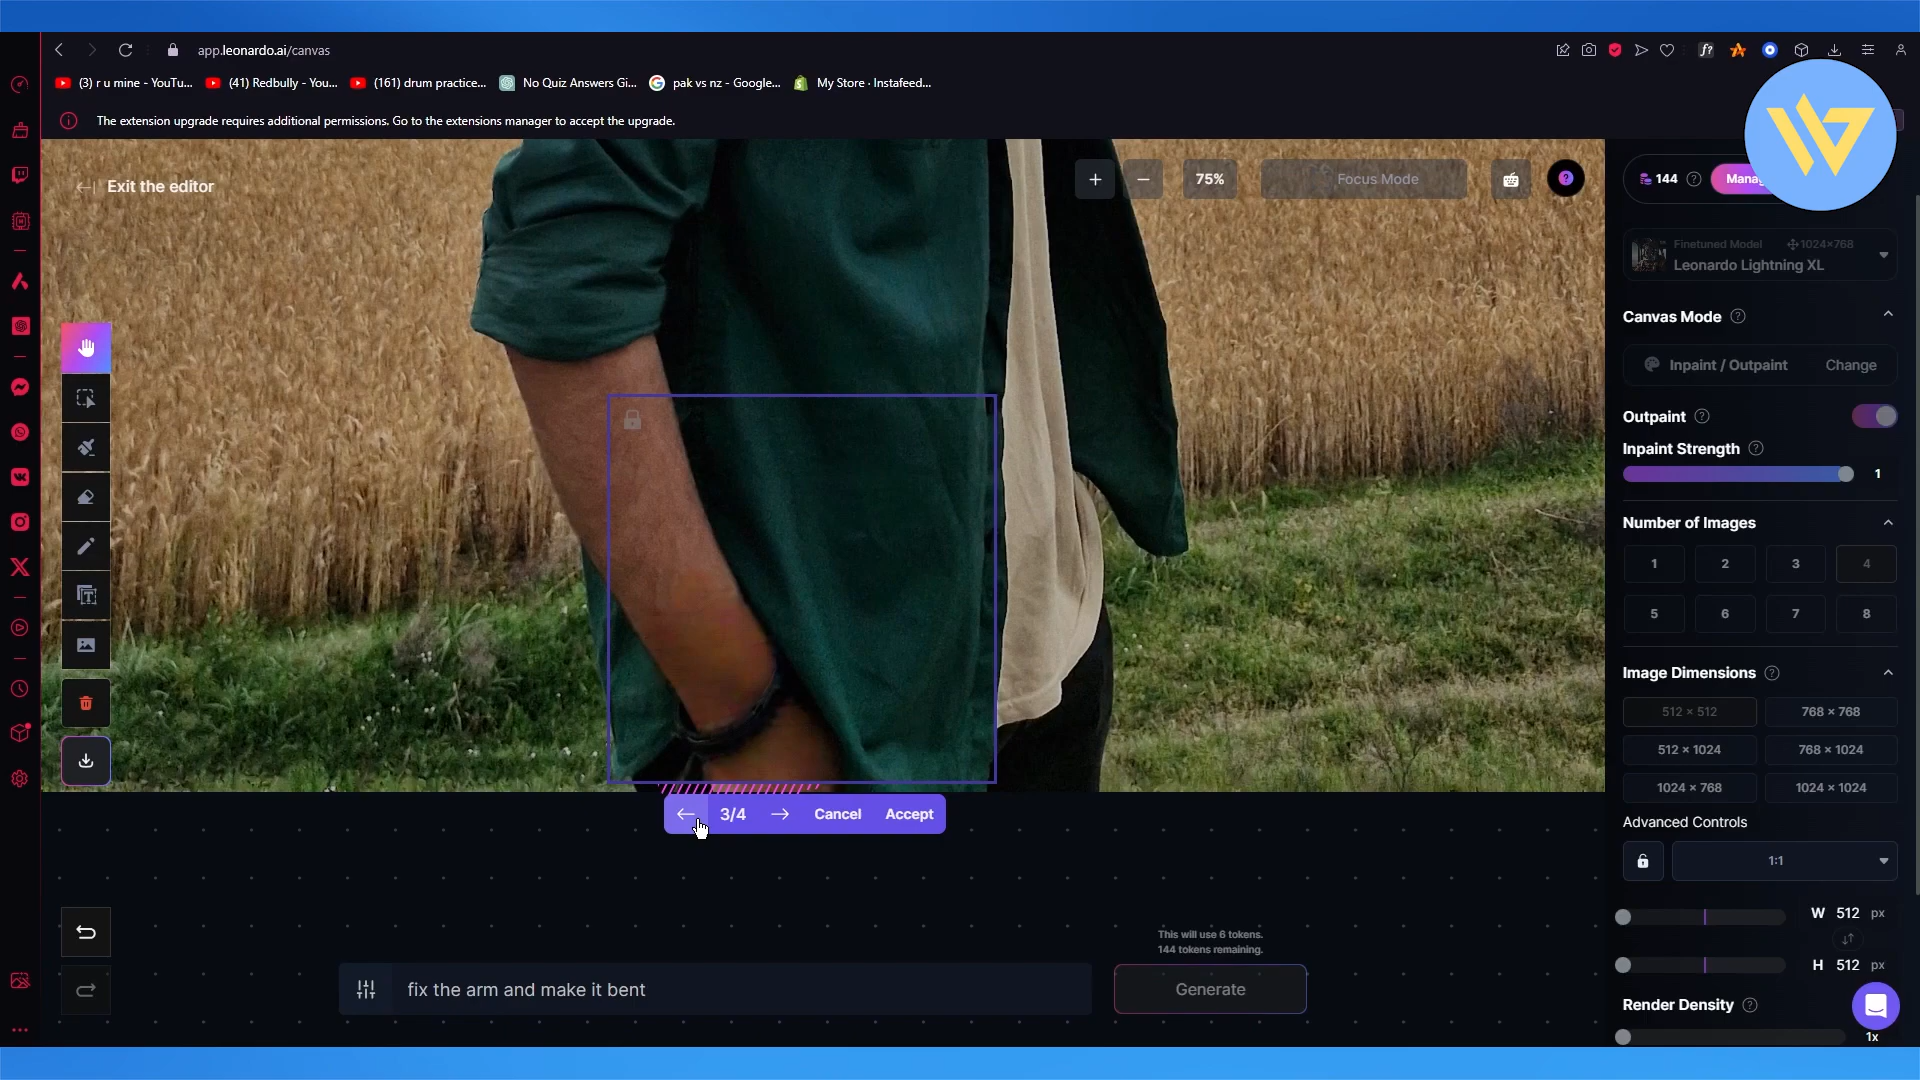 app.leonardo.ai/canvas
(3) r u mine - YouTu...
(41) Redbully - You...
(161) drum practice...
No Quiz Answers Gi...
pak vs nz - Google...
My Store · Instafeed...
The extension upgrade requires additional permissions. Go to the extensions manager to accept the upgrade.
Exit the editor
75%
Focus Mode
144
Manag
Finetuned Model
1024×768
Leonardo Lightning XL
Canvas Mode
Inpaint / Outpaint
Change
Outpaint
Inpaint Strength
1
Number of Images
1 2 3 4
5 6 7 8
Image Dimensions
512 × 512
768 × 768
512 × 1024
768 × 1024
1024 × 768
1024 × 1024
Advanced Controls
1:1
W 512 px
H 512 px
Render Density
1x
3/4
Cancel
Accept
This will use 6 tokens.
144 tokens remaining.
fix the arm and make it bent
Generate